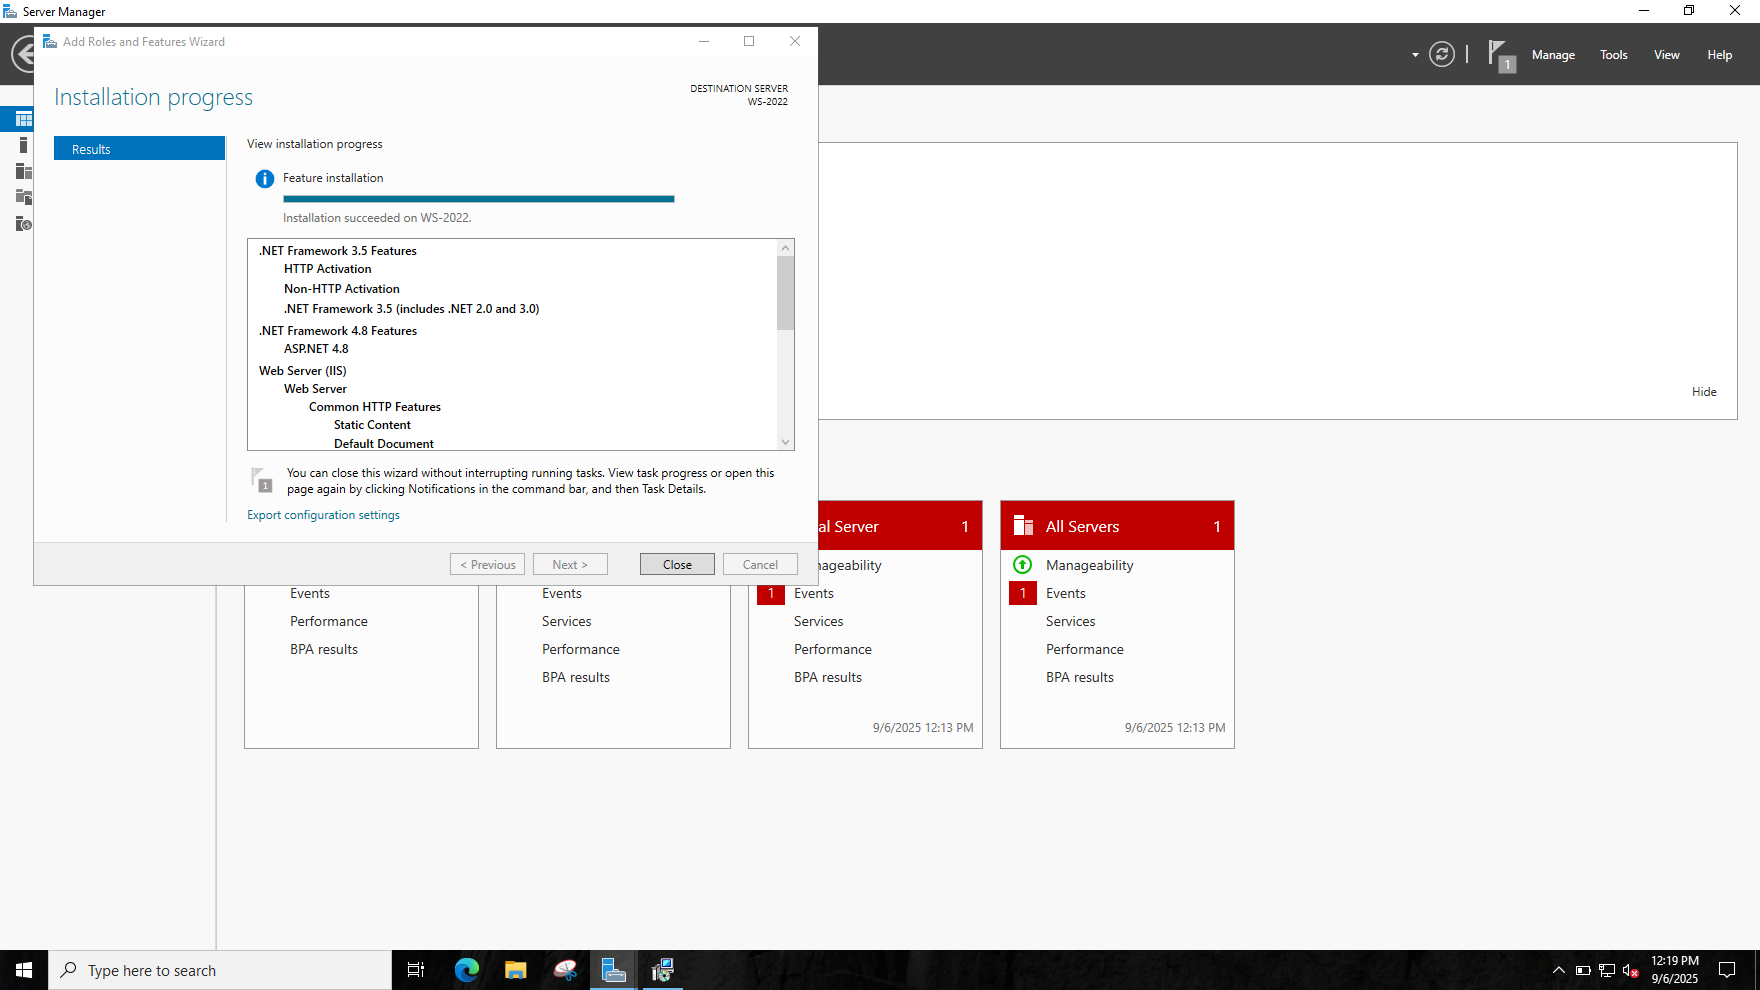 Server Manager
Add Roles and Features Wizard
1
Manage
Tools
View
Help
Installation progress
DESTINATION SERVER
WS-2022
Results
View installation progress
Feature installation
Installation succeeded on WS-2022.
.NET Framework 3.5 Features
HTTP Activation
Non-HTTP Activation
.NET Framework 3.5 (includes .NET 2.0 and 3.0)
.NET Framework 4.8 Features
ASP.NET 4.8
Web Server (IIS)
Web Server
Common HTTP Features
Static Content
Default Document
You can close this wizard without interrupting running tasks. View task progress or open this
page again by clicking Notifications in the command bar, and then Task Details.
1
Export configuration settings
< Previous
Next >
Close
Cancel
Hide
Events
Performance
BPA results
Events
Services
Performance
BPA results
al Server 1
nageability
1 Events
Services
Performance
BPA results
9/6/2025 12:13 PM
All Servers 1
Manageability
1 Events
Services
Performance
BPA results
9/6/2025 12:13 PM
Type here to search
12:19 PM
9/6/2025